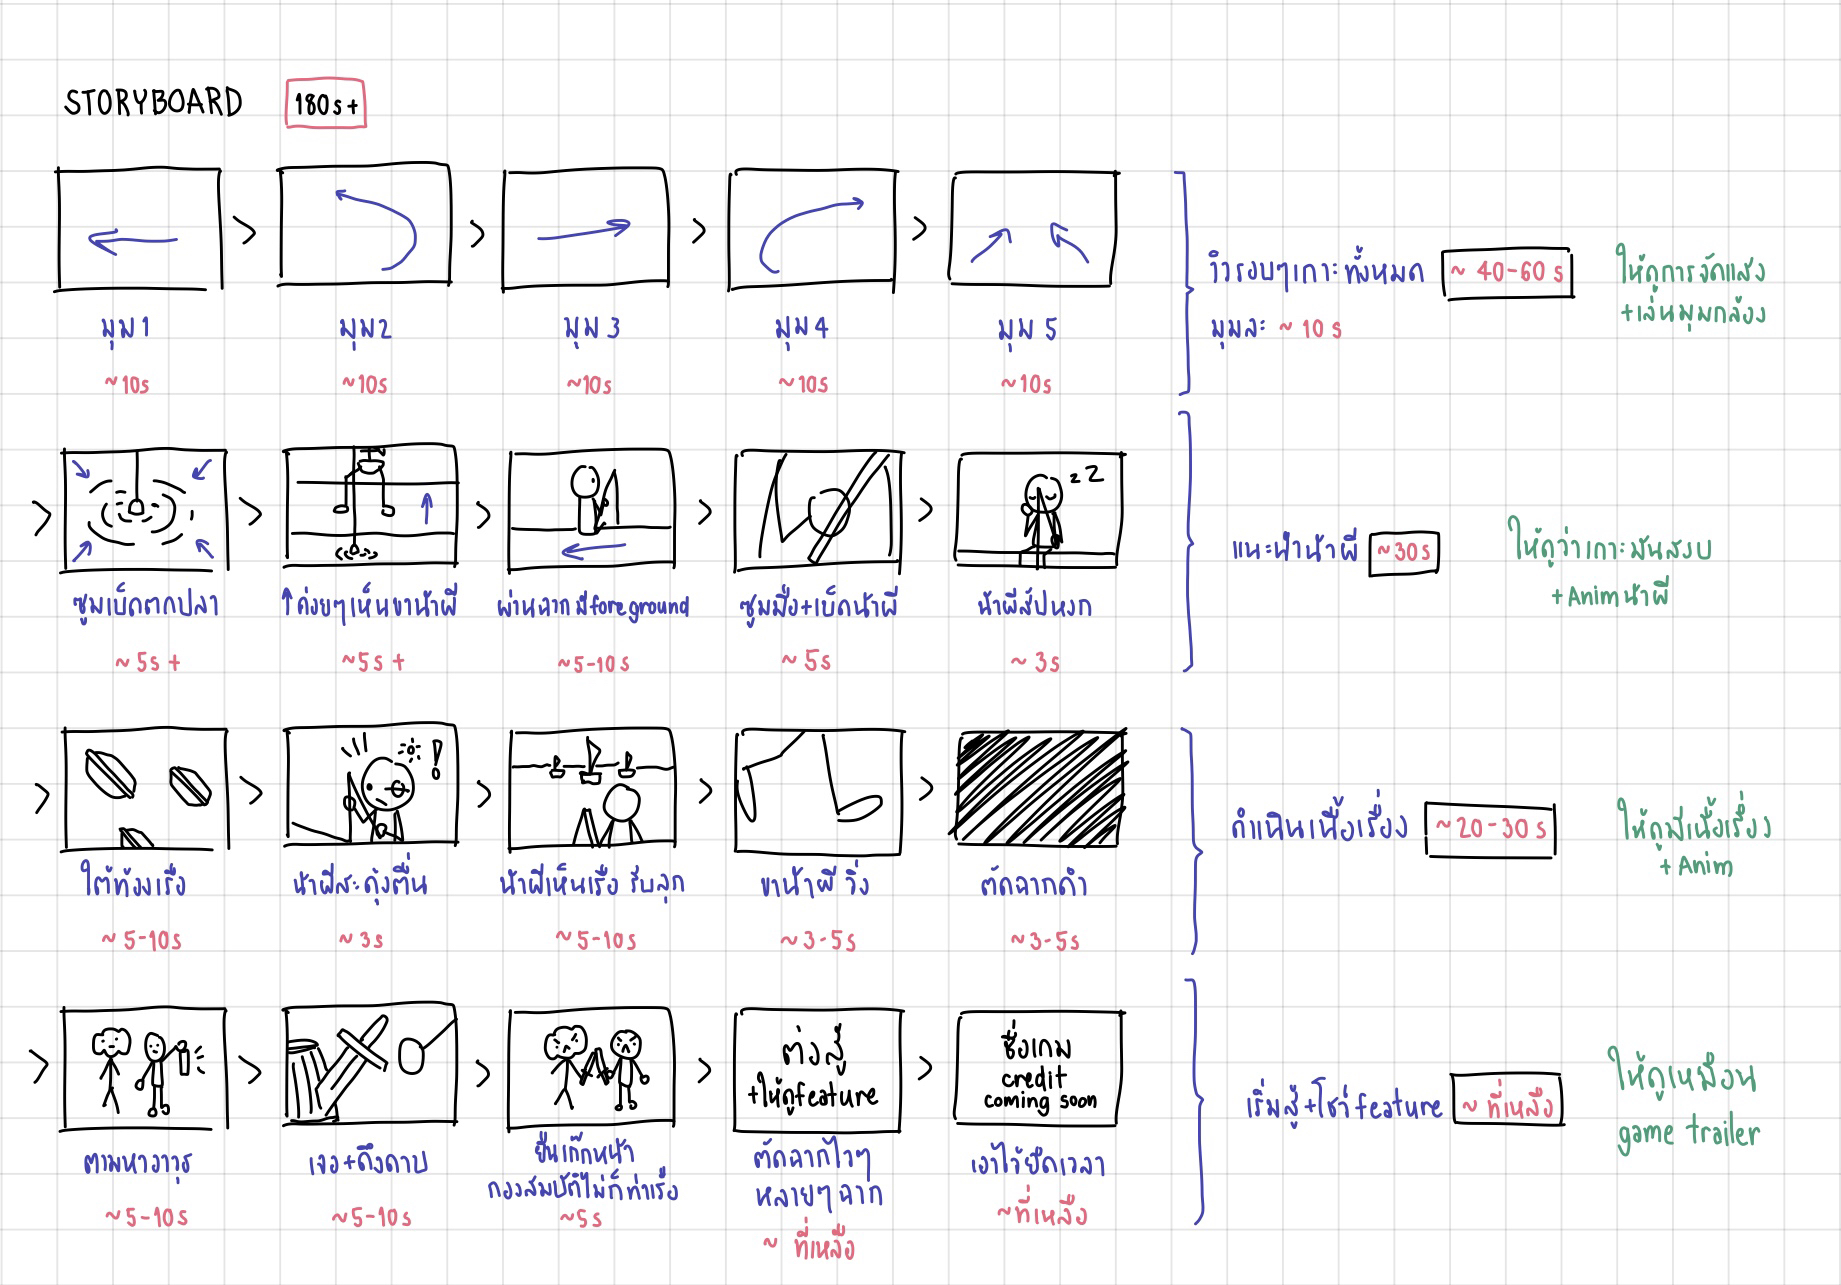 STORYBOARD 180s+
มุม 1
~10s
มุม 2
~10s
มุม 3
~10s
มุม 4
~10s
มุม 5
~10s
วิวรอบๆเกาะทั้งหมด ~ 40-60 s
มุมละ ~ 10 s
ให้ดูการจัดแสง
+เล่นมุมกล้อง
ซูมเบ็ดตกปลา
~ 5s +
↑ค่อยๆเห็นขาน้าผี
~5s +
ผ่านฉาก มีforeground
~5-10s
ซูมมือ+เบ็ดน้าผี
~ 5s
zZ
น้าผีสัปหงก
~ 3s
แนะนำน้าผี ~30s
ให้ดูว่าเกาะมันสงบ
+Animน้าผี
ใต้ท้องเรือ
~ 5-10s
!
น้าผีสะดุ้งตื่น
~ 3s
น้าผีเห็นเรือ รีบลุก
~ 5-10s
ขาน้าผี วิ่ง
~ 3-5s
ตัดฉากดำ
~3-5s
ดำเนินเนื้อเรื่อง ~20-30s
ให้ดูมีเนื้อเรื่อง
+ Anim
ตามหาอาวุธ
~5-10s
เจอ+ดึงดาบ
~5-10s
ยืนเก๊กหน้า
กองสมบัติไม่ก็ท่าเรือ
~5s
ต่อสู้
+ให้ดูfeature
ตัดฉากไวๆ
หลายๆฉาก
~ ที่เหลือ
ชื่อเกม
credit
coming soon
เอาไว้ยืดเวลา
~ที่เหลือ
เริ่มสู้+โชว์feature ~ ที่เหลือ
ให้ดูเหมือน
game trailer